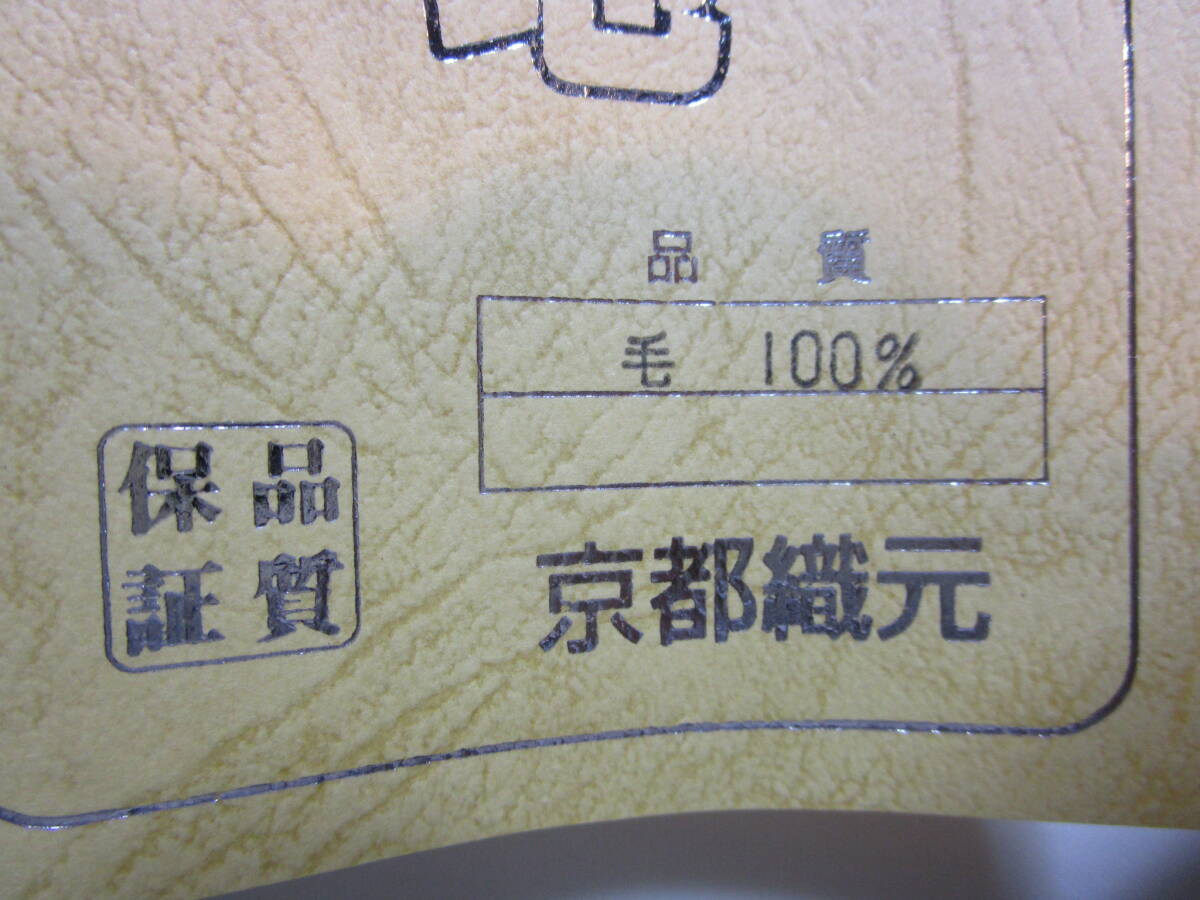 品質
毛 100%
品質
保証
京都織元